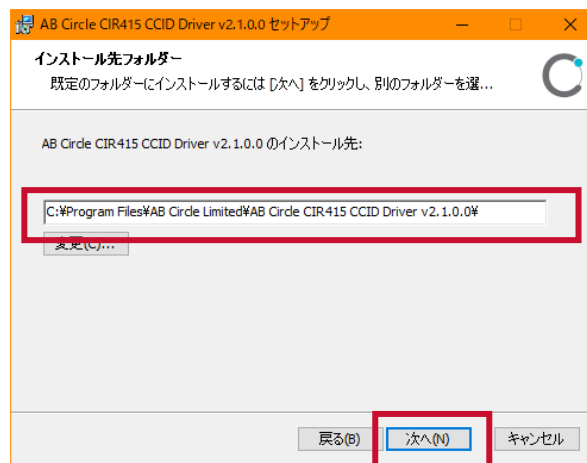 AB Circle CIR415 CCID Driver v2.1.0.0 セットアップ
インストール先フォルダー
既定のフォルダーにインストールするには [次へ] をクリックし、別のフォルダーを選...
AB Circle CIR415 CCID Driver v2.1.0.0 のインストール先:
C:¥Program Files¥AB Circle Limited¥AB Circle CIR415 CCID Driver v2.1.0.0¥
変更(C)...
戻る(B) 次へ(N) キャンセル